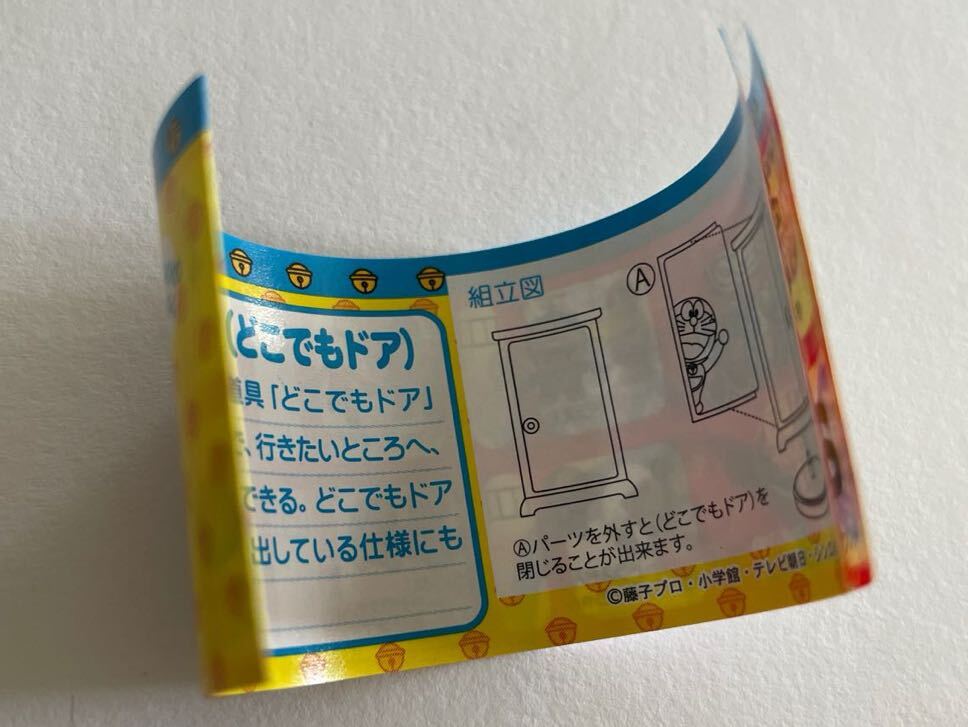 (どこでもドア)
道具「どこでもドア」
、行きたいところへ、
できる。どこでもドア
出している仕様にも
組立図
Ⓐ
Ⓐパーツを外すと(どこでもドア)を
閉じることが出来ます。
©藤子プロ・小学館・テレビ朝日・シンエイ